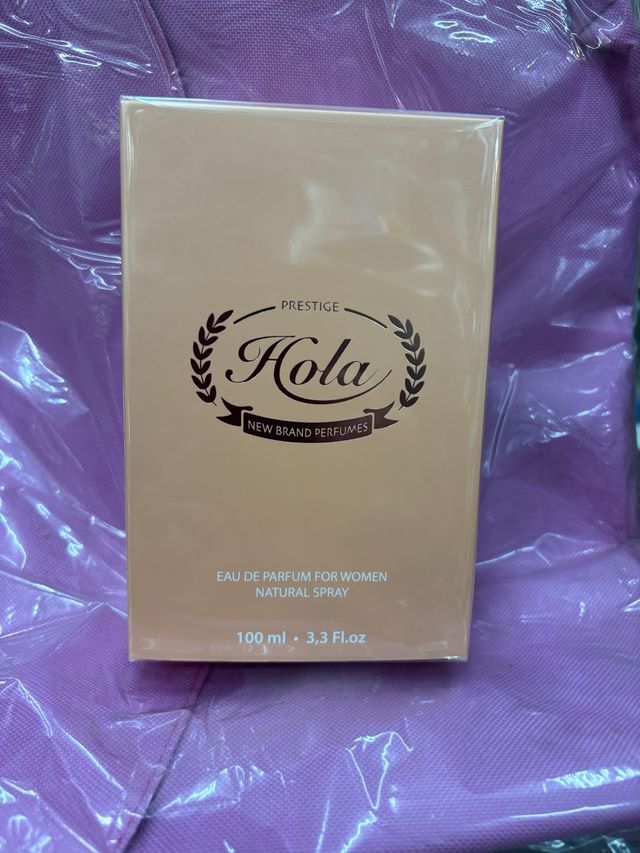 PRESTIGE
Hola
NEW BRAND PERFUMES
EAU DE PARFUM FOR WOMEN
NATURAL SPRAY
100 ml • 3,3 Fl.oz